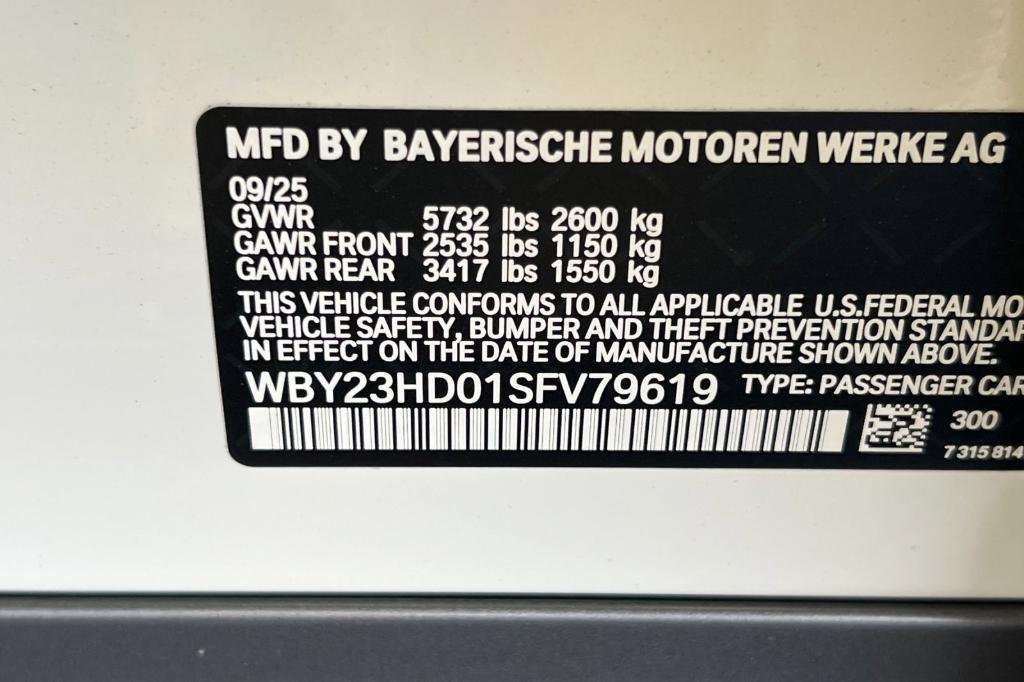 MFD BY BAYERISCHE MOTOREN WERKE AG
09/25
GVWR 5732 lbs 2600 kg
GAWR FRONT 2535 lbs 1150 kg
GAWR REAR 3417 lbs 1550 kg
THIS VEHICLE CONFORMS TO ALL APPLICABLE U.S.FEDERAL MO
VEHICLE SAFETY, BUMPER AND THEFT PREVENTION STANDAR
IN EFFECT ON THE DATE OF MANUFACTURE SHOWN ABOVE.
WBY23HD01SFV79619 TYPE: PASSENGER CAR
300
7 315 814